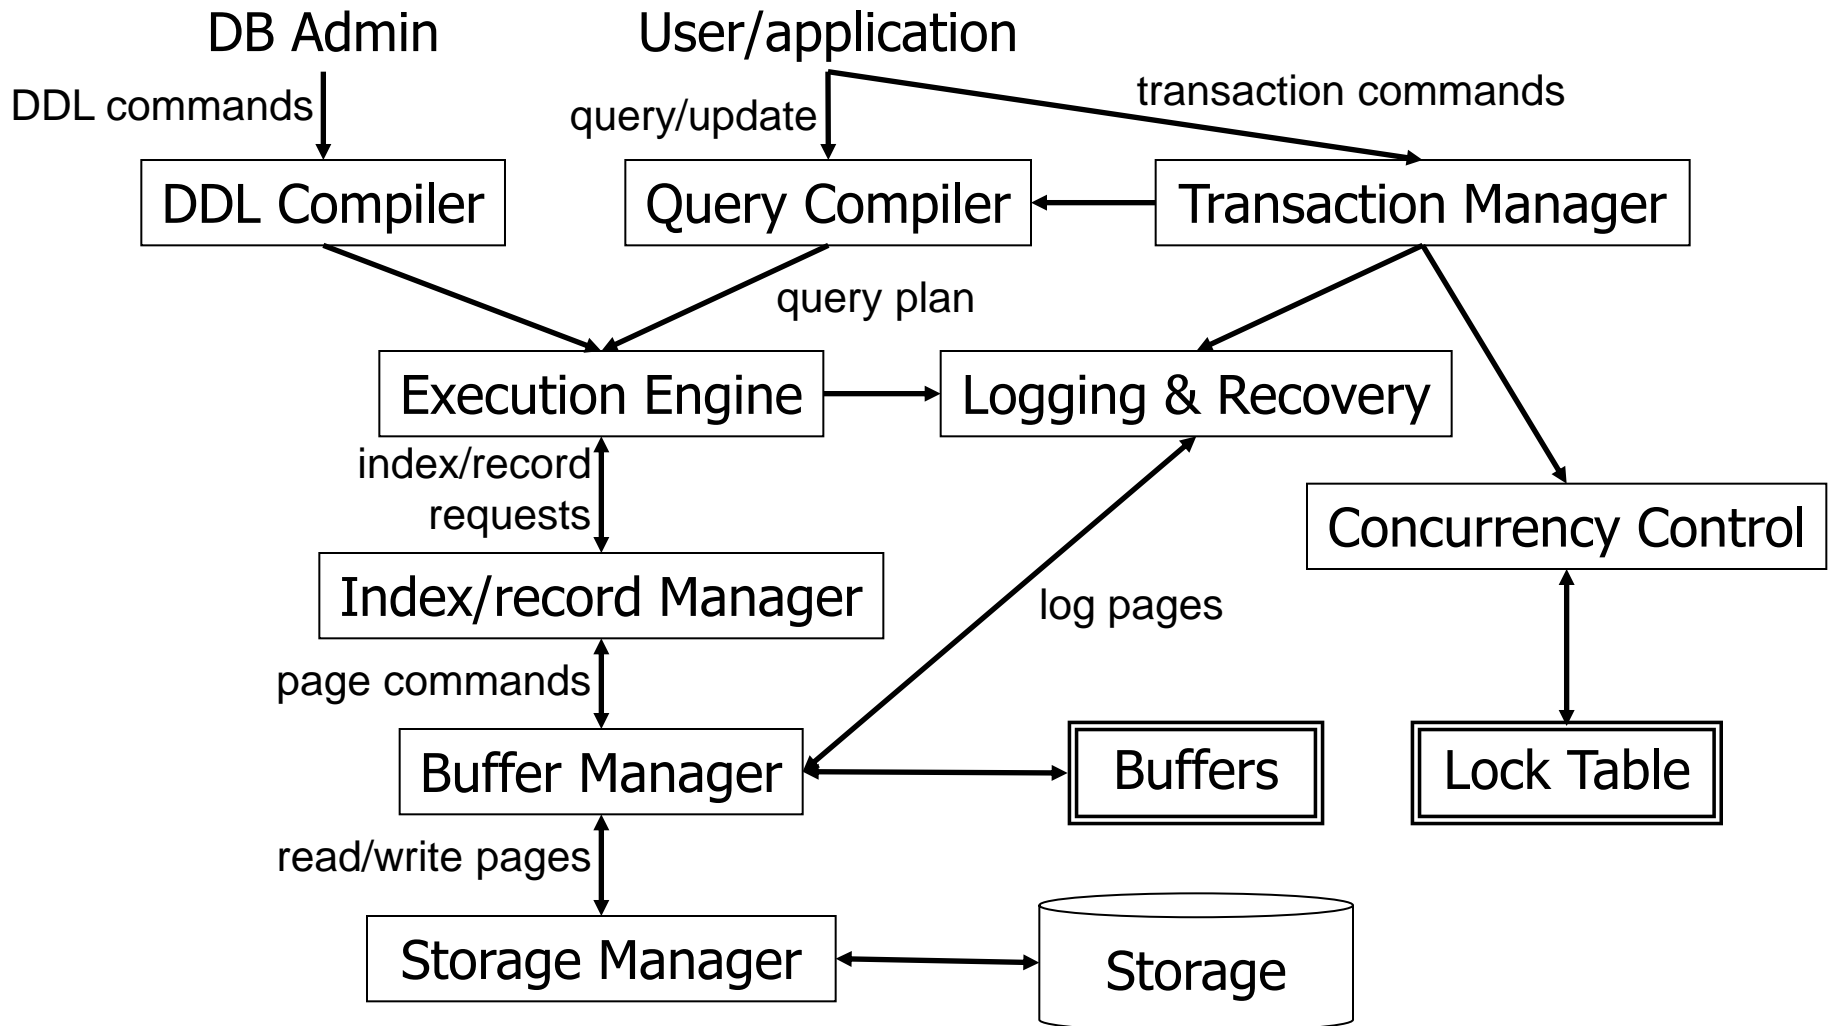 DB Admin
User/application
DDL commands
query/update
transaction commands
DDL Compiler
Query Compiler
Transaction Manager
query plan
Execution Engine
Logging & Recovery
index/record
requests
Concurrency Control
Index/record Manager
log pages
page commands
Buffer Manager
Buffers
Lock Table
read/write pages
Storage Manager
Storage